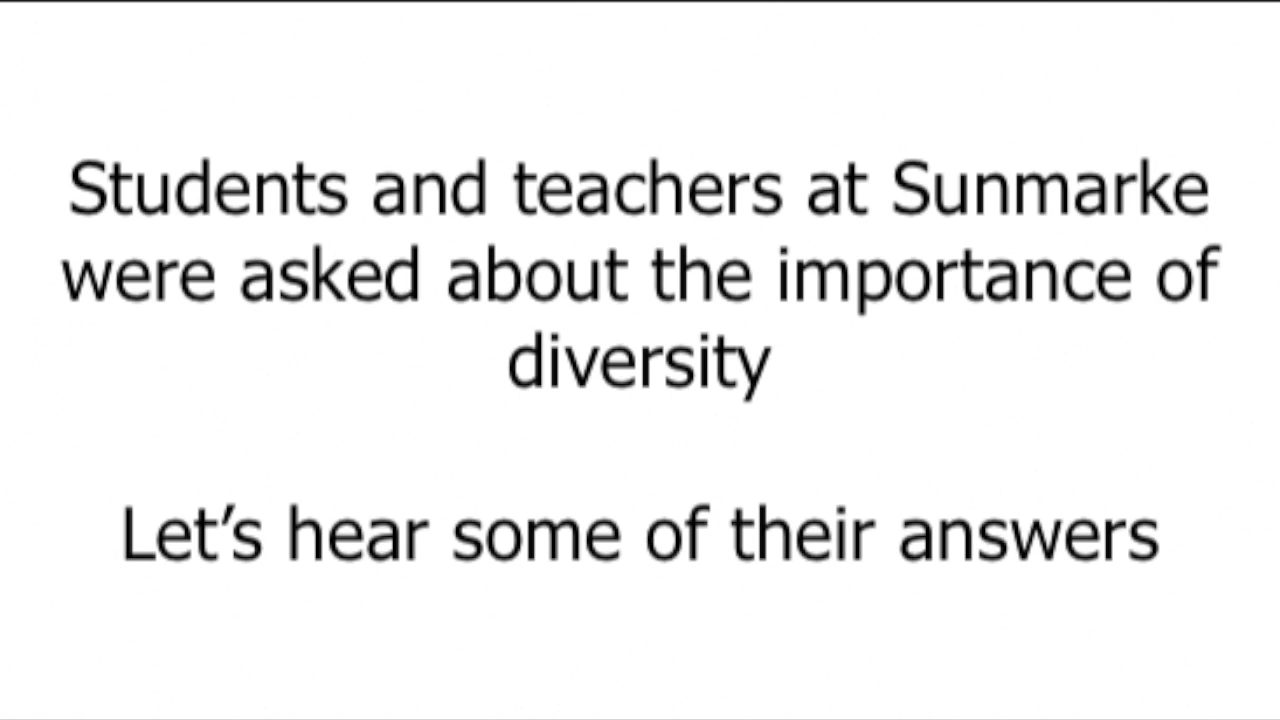 Students and teachers at Sunmarke
were asked about the importance of
diversity
Let’s hear some of their answers